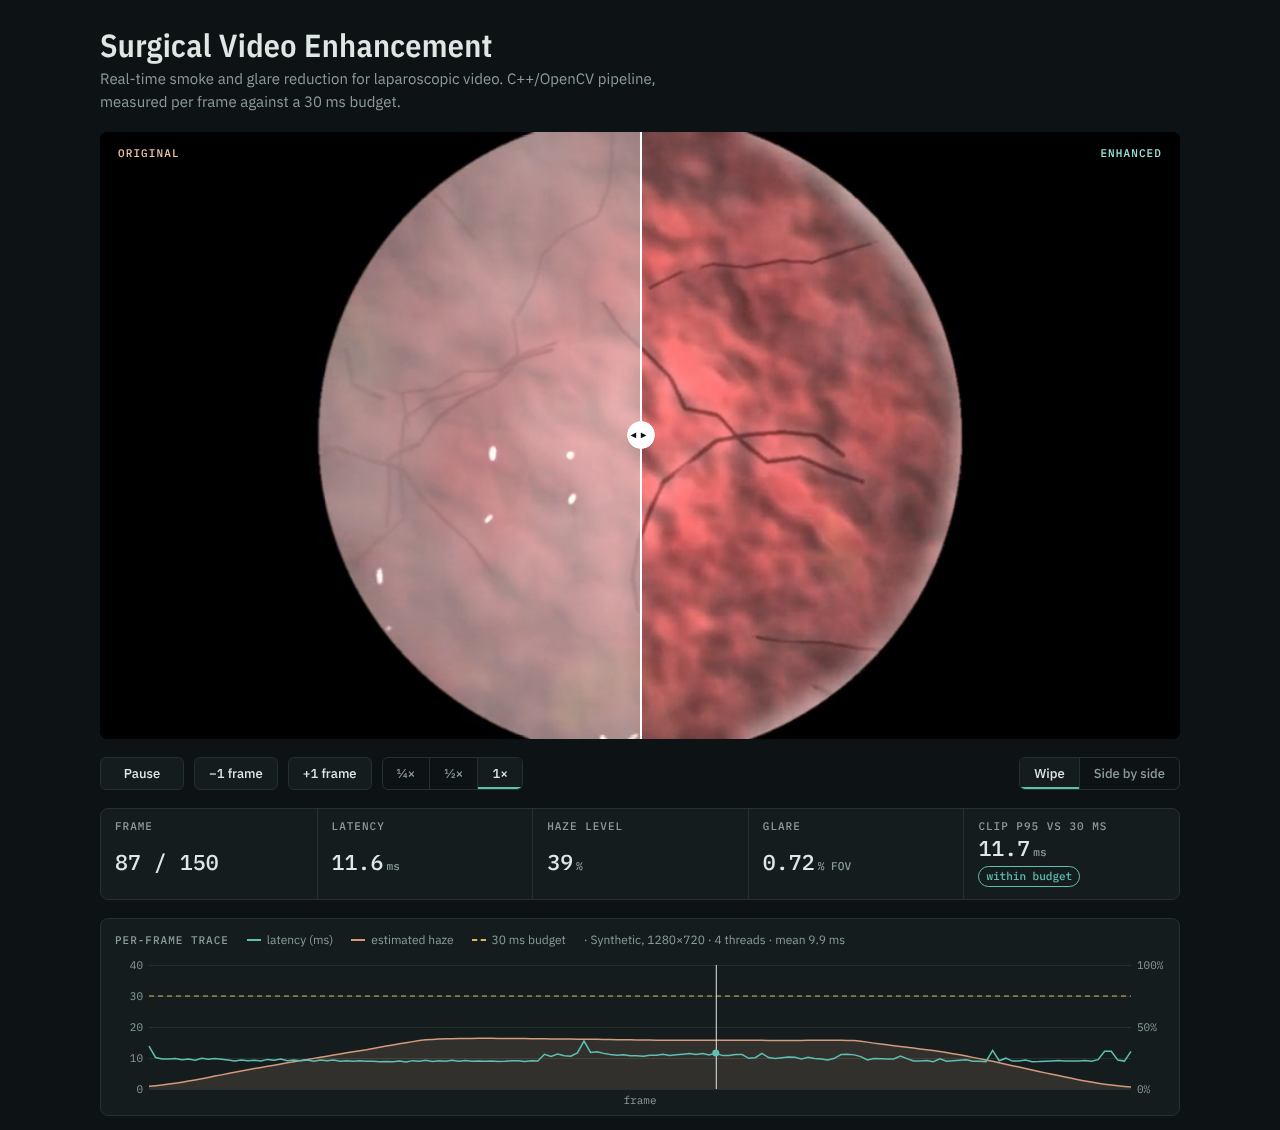 Surgical Video Enhancement
Real-time smoke and glare reduction for laparoscopic video. C++/OpenCV pipeline,
measured per frame against a 30 ms budget.
ORIGINAL
ENHANCED
Pause
−1 frame
+1 frame
¼×
½×
1×
Wipe
Side by side
FRAME
87 / 150
LATENCY
11.6 ms
HAZE LEVEL
39 %
GLARE
0.72 % FOV
CLIP P95 VS 30 MS
11.7 ms
within budget
PER-FRAME TRACE
latency (ms)
estimated haze
30 ms budget
· Synthetic, 1280×720 · 4 threads · mean 9.9 ms
40
30
20
10
0
100%
50%
0%
frame